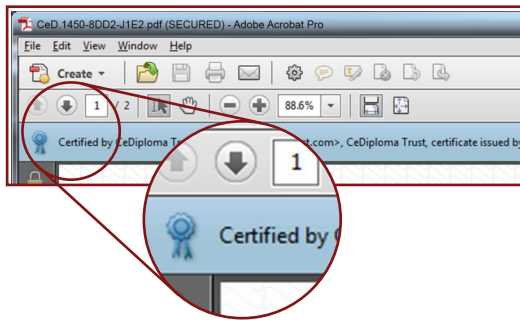 CeD.1450-8DD2-J1E2.pdf (SECURED) - Adobe Acrobat Pro
File Edit View Window Help
Create
1 / 2 88.6%
Certified by CeDiploma .com>, CeDiploma Trust, certificate issued by
1
Certified by